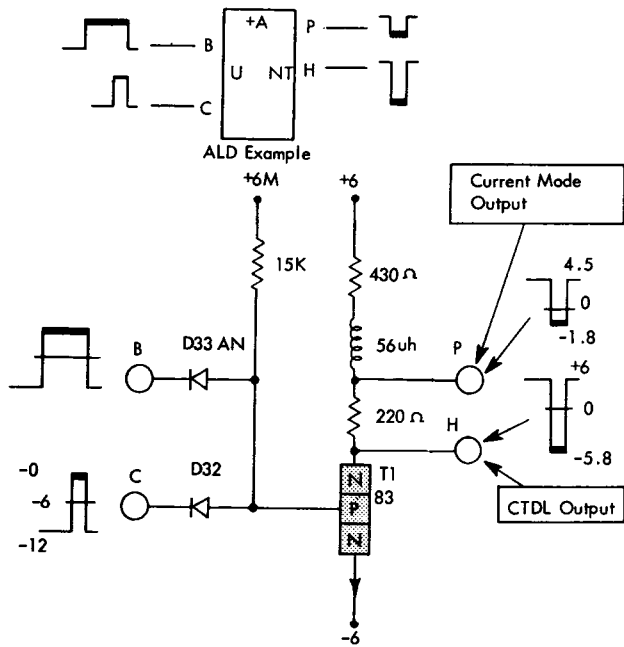 +A
B
U
NT
C
P
H
ALD Example
+6M
+6
Current Mode
Output
15K
430 Ω
4.5
0
-1.8
56uh
B
D33 AN
P
+6
220 Ω
H
0
-5.8
C
D32
T1
83
N
P
N
-0
-6
-12
CTDL Output
-6